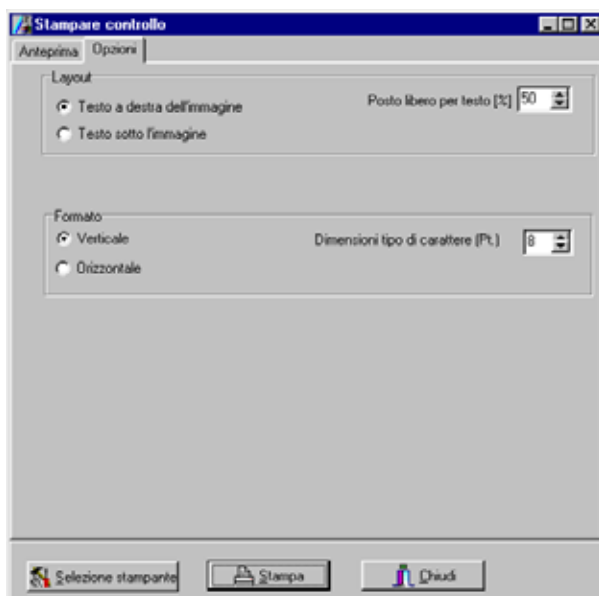 Stampare controllo
Anteprima Opzioni
Layout
Testo a destra dell'immagine Posto libero per testo [%] 50
Testo sotto l'immagine
Formato
Verticale Dimensioni tipo di carattere (Pt.) 8
Orizzontale
Selezione stampante Stampa Chiudi